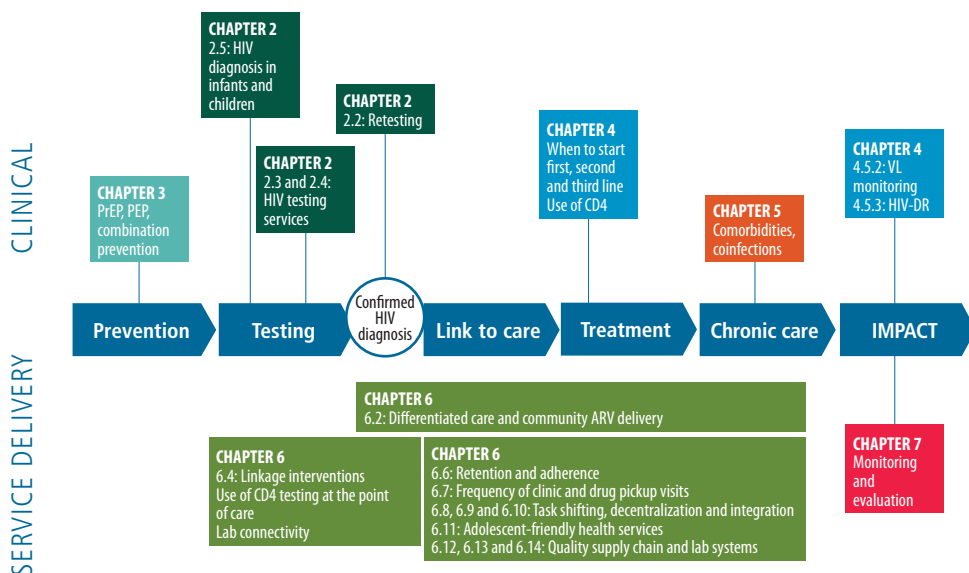 CLINICAL
CHAPTER 2
2.5: HIV
diagnosis in
infants and
children
CHAPTER 2
2.2: Retesting
CHAPTER 2
2.3 and 2.4:
HIV testing
services
CHAPTER 3
PrEP, PEP,
combination
prevention
CHAPTER 4
When to start
first, second
and third line
Use of CD4
CHAPTER 5
Comorbidities,
coinfections
CHAPTER 4
4.5.2: VL
monitoring
4.5.3: HIV-DR
Prevention
Testing
Confirmed
HIV
diagnosis
Link to care
Treatment
Chronic care
IMPACT
SERVICE DELIVERY
CHAPTER 6
6.2: Differentiated care and community ARV delivery
CHAPTER 6
6.4: Linkage interventions
Use of CD4 testing at the point
of care
Lab connectivity
CHAPTER 6
6.6: Retention and adherence
6.7: Frequency of clinic and drug pickup visits
6.8, 6.9 and 6.10: Task shifting, decentralization and integration
6.11: Adolescent-friendly health services
6.12, 6.13 and 6.14: Quality supply chain and lab systems
CHAPTER 7
Monitoring
and
evaluation